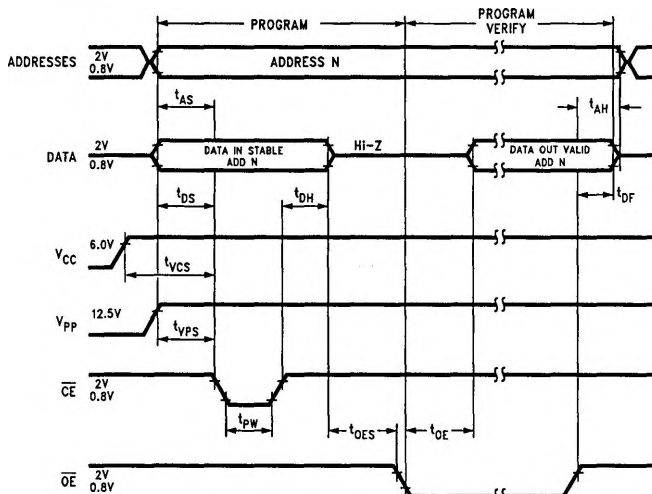 PROGRAM
PROGRAM VERIFY
ADDRESSES
2V
0.8V
ADDRESS N
tAS
tAH
DATA
2V
0.8V
DATA IN STABLE
ADD N
Hi-Z
DATA OUT VALID
ADD N
tDS
tDH
tDF
VCC
6.0V
tVCS
VPP
12.5V
tVPS
CE
2V
0.8V
tPW
tOES
tOE
OE
2V
0.8V